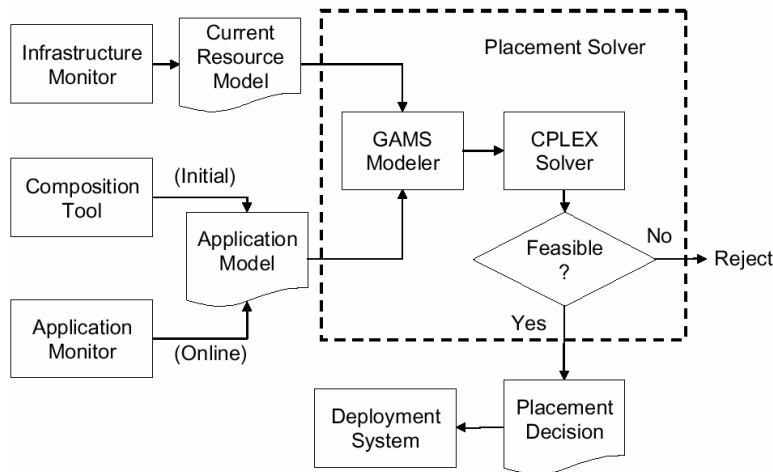 Infrastructure
Monitor
Current
Resource
Model
Placement Solver
GAMS
Modeler
CPLEX
Solver
Composition
Tool
(Initial)
Application
Model
Feasible
?
No
Reject
Application
Monitor
(Online)
Yes
Deployment
System
Placement
Decision